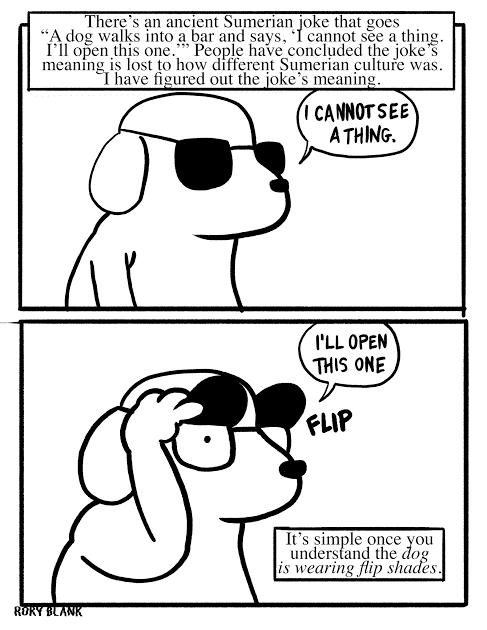 There's an ancient Sumerian joke that goes
“A dog walks into a bar and says, ‘I cannot see a thing.
I'll open this one.’” People have concluded the joke's
meaning is lost to how different Sumerian culture was.
I have figured out the joke's meaning.
I CANNOT SEE
A THING.
I'LL OPEN
THIS ONE
FLIP
It's simple once you
understand the dog
is wearing flip shades.
RORY BLANK